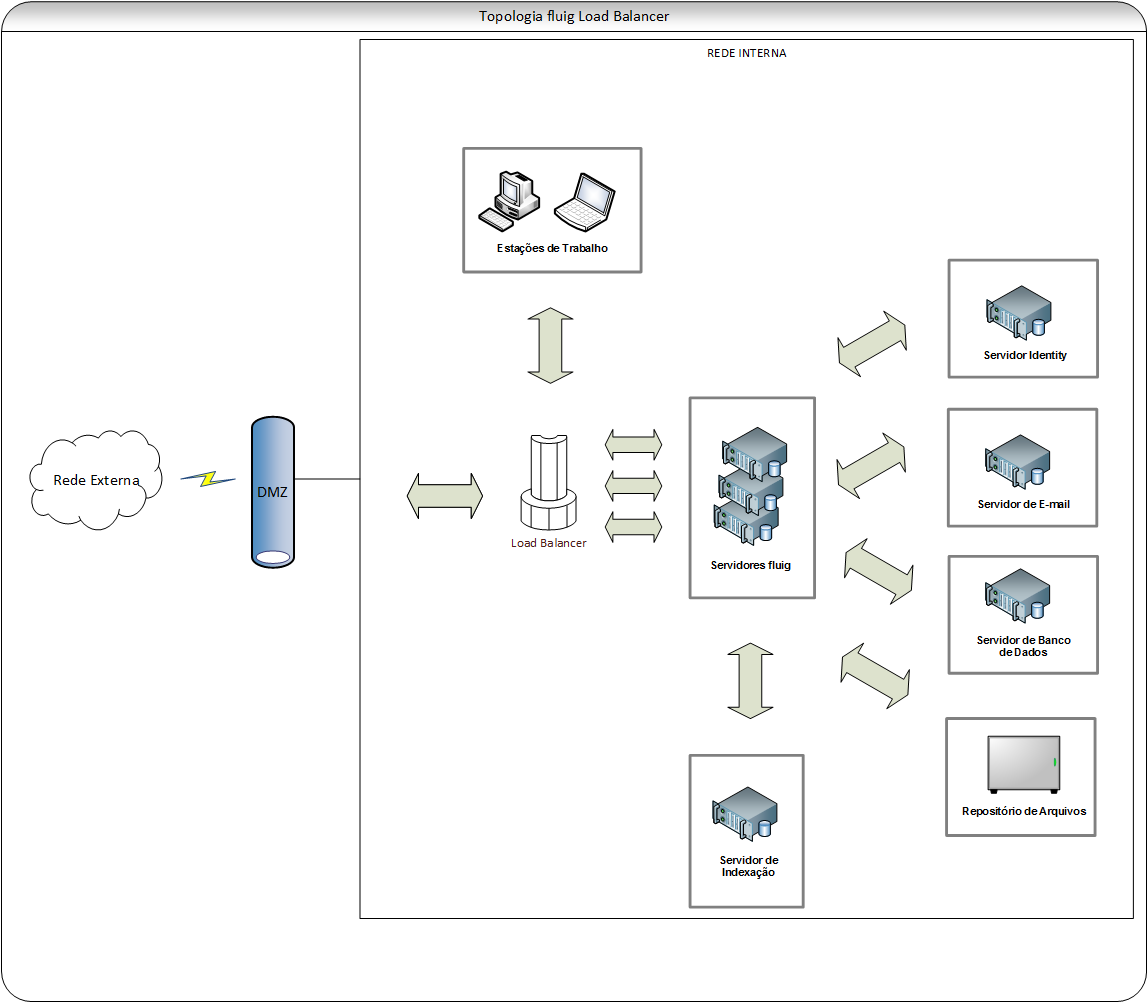 Topologia fluig Load Balancer
REDE INTERNA
Estações de Trabalho
Servidor Identity
Rede Externa
DMZ
Load Balancer
Servidores fluig
Servidor de E-mail
Servidor de Banco
de Dados
Repositório de Arquivos
Servidor de
Indexação